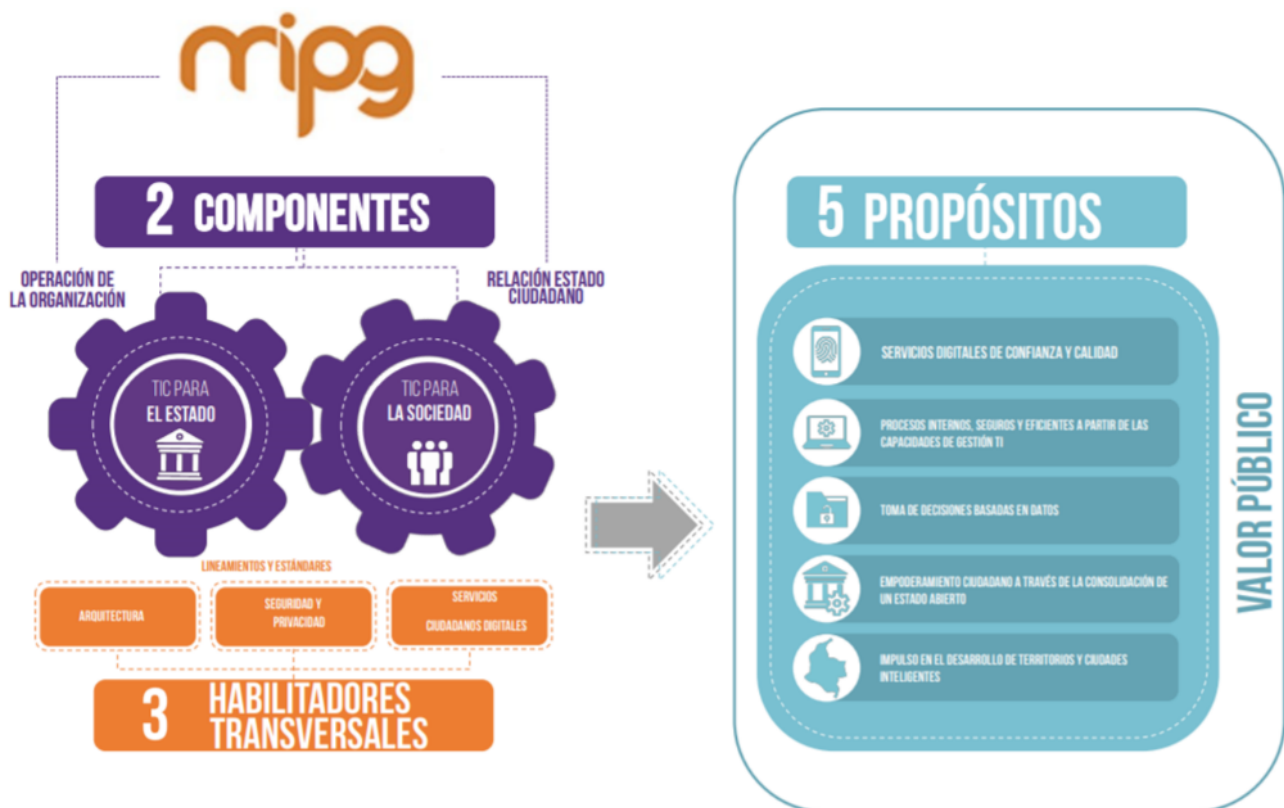 mipg
2 COMPONENTES
OPERACIÓN DE
LA ORGANIZACIÓN
RELACIÓN ESTADO
CIUDADANO
TIC PARA
EL ESTADO
TIC PARA
LA SOCIEDAD
LINEAMIENTOS Y ESTÁNDARES
ARQUITECTURA
SEGURIDAD Y
PRIVACIDAD
SERVICIOS
CIUDADANOS DIGITALES
3 HABILITADORES
TRANSVERSALES
5 PROPÓSITOS
SERVICIOS DIGITALES DE CONFIANZA Y CALIDAD
PROCESOS INTERNOS, SEGUROS Y EFICIENTES A PARTIR DE LAS
CAPACIDADES DE GESTIÓN TI
TOMA DE DECISIONES BASADAS EN DATOS
EMPODERAMIENTO CIUDADANO A TRAVÉS DE LA CONSOLIDACIÓN DE
UN ESTADO ABIERTO
IMPULSO EN EL DESARROLLO DE TERRITORIOS Y CIUDADES
INTELIGENTES
VALOR PÚBLICO